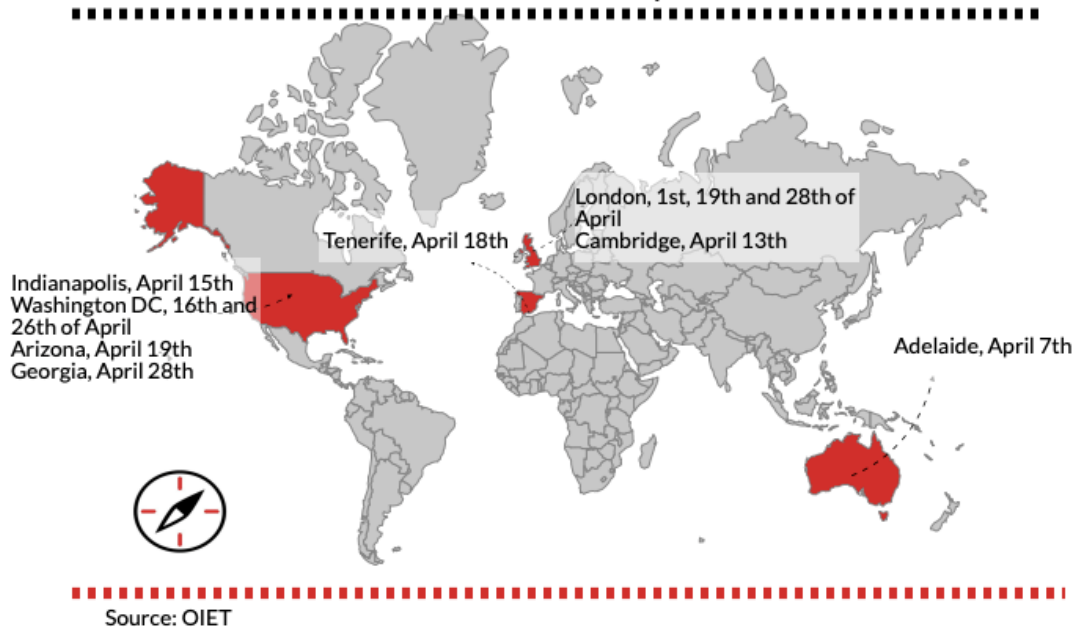 London, 1st, 19th and 28th of
April
Cambridge, April 13th
Tenerife, April 18th
Indianapolis, April 15th
Washington DC, 16th and
26th of April
Arizona, April 19th
Georgia, April 28th
Adelaide, April 7th
Source: OIET